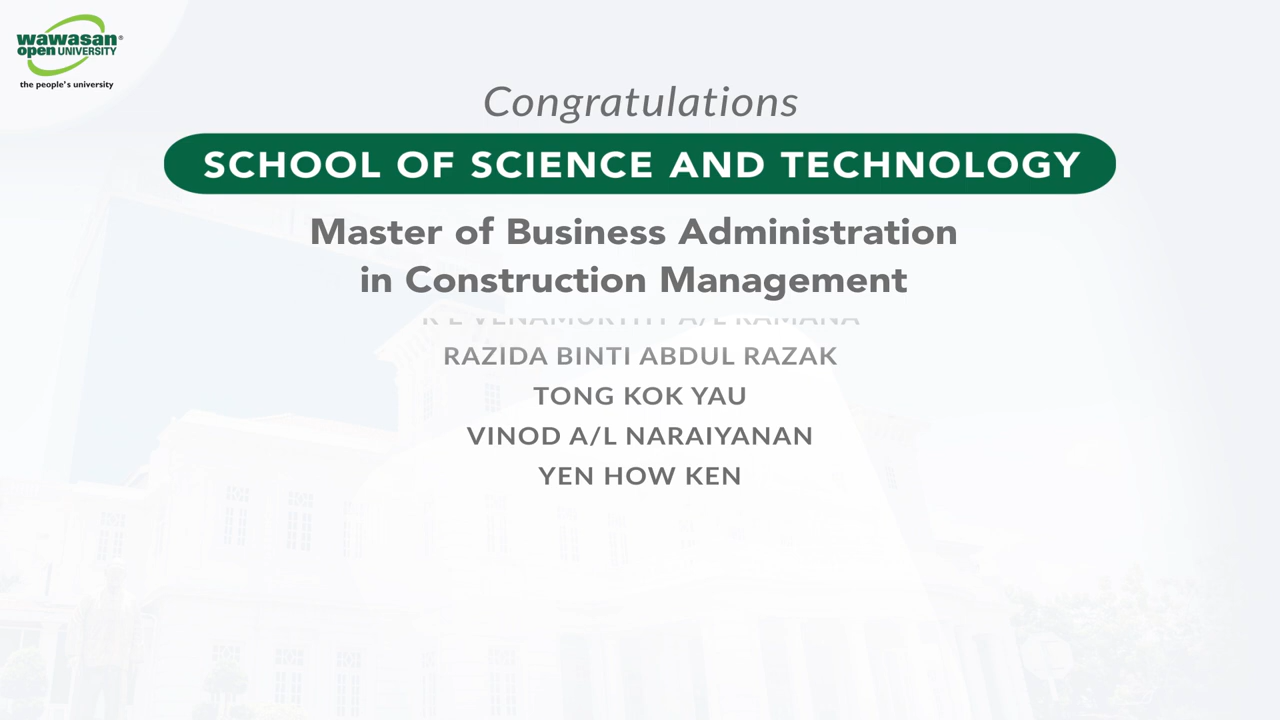 wawasan®
open UNIVERSITY
the people's university
Congratulations
SCHOOL OF SCIENCE AND TECHNOLOGY
Master of Business Administration
in Construction Management
A/L RAMANA
RAZIDA BINTI ABDUL RAZAK
TONG KOK YAU
VINOD A/L NARAIYANAN
YEN HOW KEN